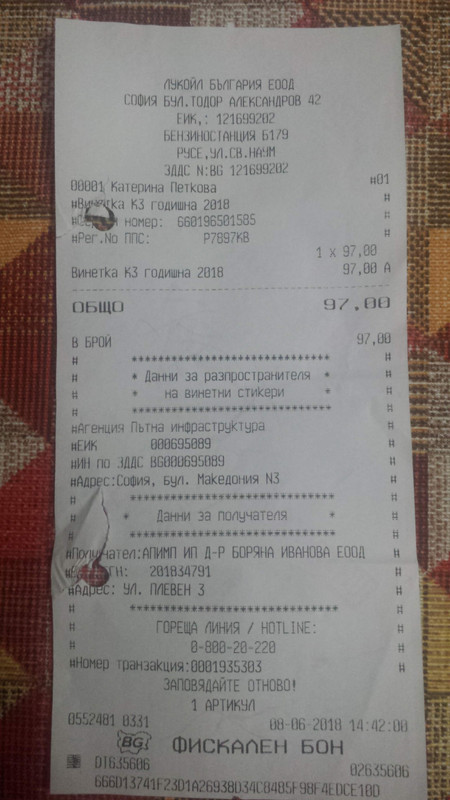 ЛУКОЙЛ БЪЛГАРИЯ ЕООД
СОФИЯ БУЛ.ТОДОР АЛЕКСАНДРОВ 42
ЕИК,: 121699202
БЕНЗИНОСТАНЦИЯ Б179
РУСЕ,УЛ.СВ.НАУМ
ЗДДС N:BG 121699202
00001 Катерина Петкова #01
#Винетка К3 годишна 2018 #
# номер: 660196501585 #
#Рег.No ППС: P7897KB #
1 x 97,00
Винетка К3 годишна 2018 97,00 А
ОБЩО 97,00
В БРОЙ 97,00
# ***************************** #
# * Данни за разпространителя * #
# * на винетни стикери * #
# ***************************** #
#Агенция Пътна инфраструктура #
#ЕИК 000695089 #
#ИН по ЗДДС BG000695089 #
#Адрес:София, бул. Македония N3 #
# ****************************** #
# * Данни за получателя * #
# ****************************** #
#Получател:АПИМП ИП Д-Р БОРЯНА ИВАНОВА ЕООД
201834791 #
#Адрес: УЛ. ПЛЕВЕН 3 #
# ****************************** #
# ГОРЕЩА ЛИНИЯ / HOTLINE: #
# 0-800-20-220 #
#Номер транзакция:0001935303 #
ЗАПОВЯДАЙТЕ ОТНОВО!
1 АРТИКУЛ
0552481 0331 08-06-2018 14:42:00
BG ФИСКАЛЕН БОН
DT635606 02635606